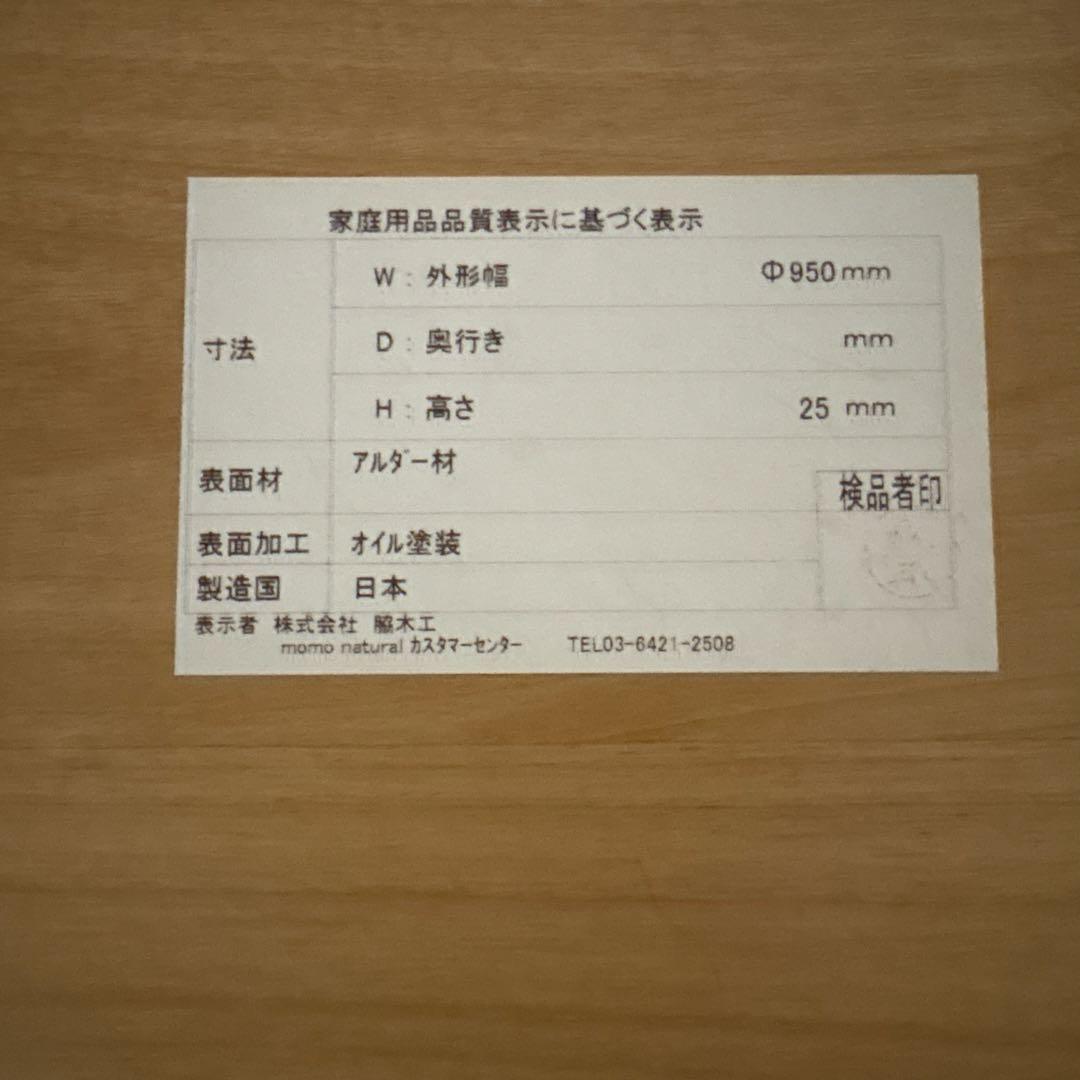 家庭用品品質表示に基づく表示
寸法
W：外形幅 Φ950mm
D：奥行き mm
H：高さ 25 mm
表面材 アルダー材
検品者印
表面加工 オイル塗装
製造国 日本
表示者 株式会社 脇木工
momo natural カスタマーセンター TEL03-6421-2508